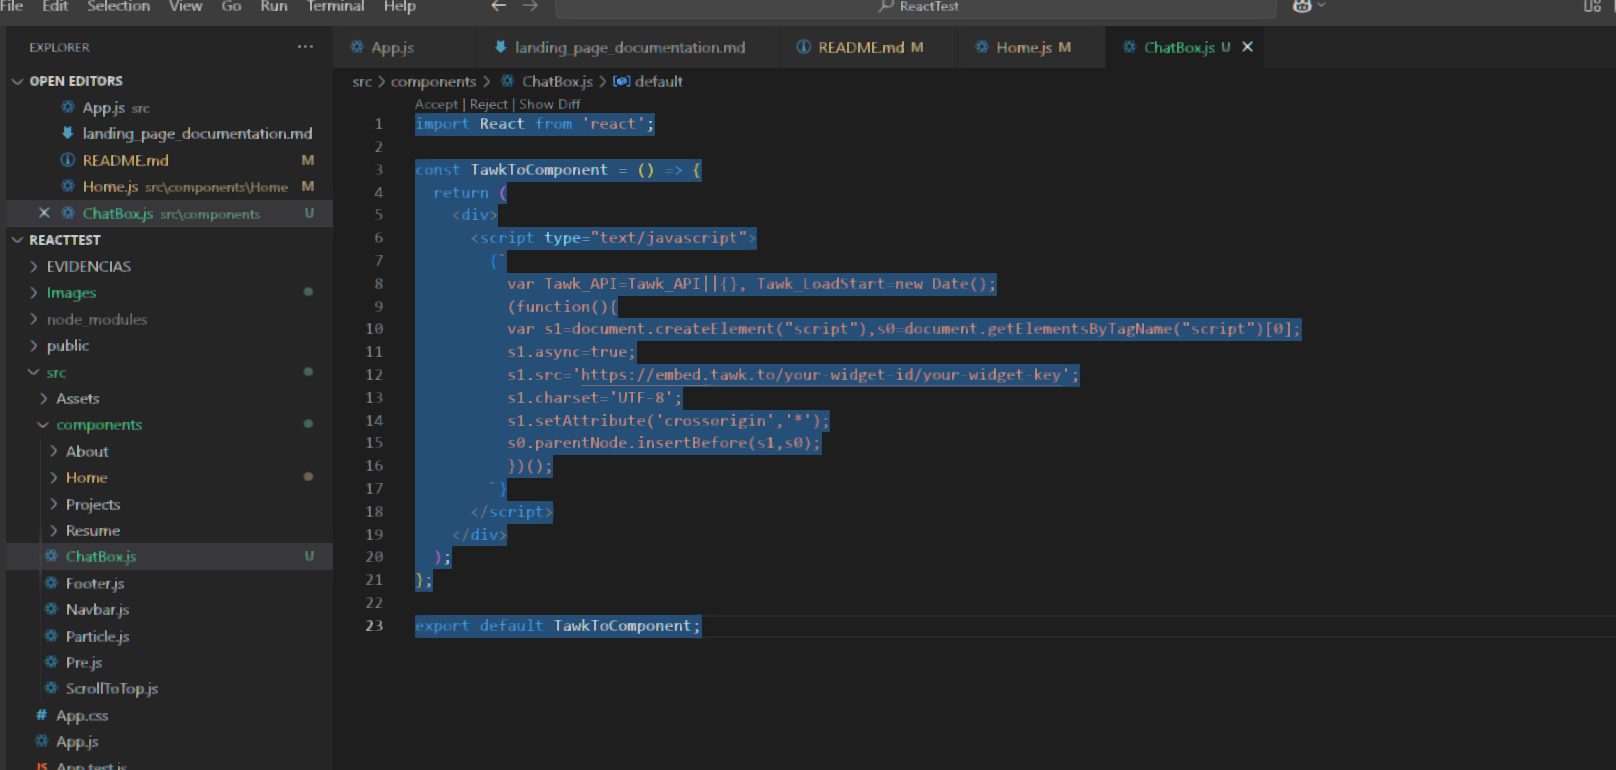 File Edit Selection View Go Run Terminal Help ← → ReactTest
EXPLORER ...
OPEN EDITORS
App.js src
landing_page_documentation.md
README.md M
Home.js src\components\Home M
ChatBox.js src\components U
REACTTEST
EVIDENCIAS
Images
node_modules
public
src
Assets
components
About
Home
Projects
Resume
ChatBox.js U
Footer.js
Navbar.js
Particle.js
Pre.js
ScrollToTop.js
# App.css
App.js
JS App.test.js
App.js landing_page_documentation.md README.md M Home.js M ChatBox.js U
src > components > ChatBox.js > default
Accept | Reject | Show Diff
1 import React from 'react';
2
3 const TawkToComponent = () => {
4 return (
5 <div>
6 <script type="text/javascript">
7 {`
8 var Tawk_API=Tawk_API||{}, Tawk_LoadStart=new Date();
9 (function(){
10 var s1=document.createElement("script"),s0=document.getElementsByTagName("script")[0];
11 s1.async=true;
12 s1.src='https://embed.tawk.to/your-widget-id/your-widget-key';
13 s1.charset='UTF-8';
14 s1.setAttribute('crossorigin','*');
15 s0.parentNode.insertBefore(s1,s0);
16 })();
17 `}
18 </script>
19 </div>
20 );
21 };
22
23 export default TawkToComponent;